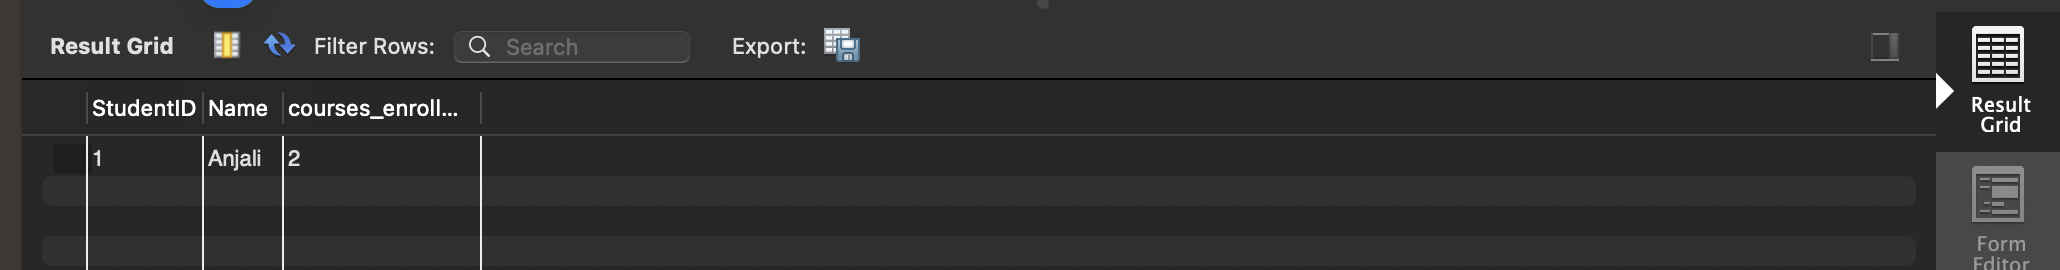 Result Grid Filter Rows: Search Export:
StudentID Name courses_enroll...
1 Anjali 2
Result
Grid
Form
Editor